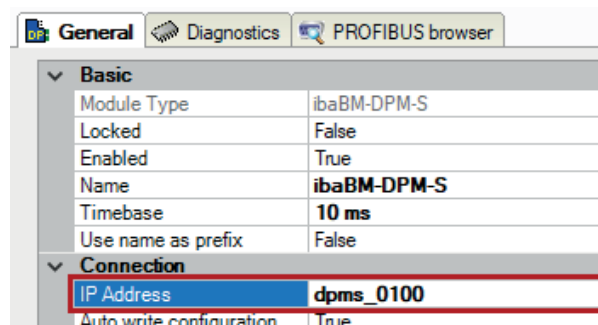 DP General Diagnostics PROFIBUS browser
Basic
Module Type ibaBM-DPM-S
Locked False
Enabled True
Name ibaBM-DPM-S
Timebase 10 ms
Use name as prefix False
Connection
IP Address dpms_0100
Auto write configuration True